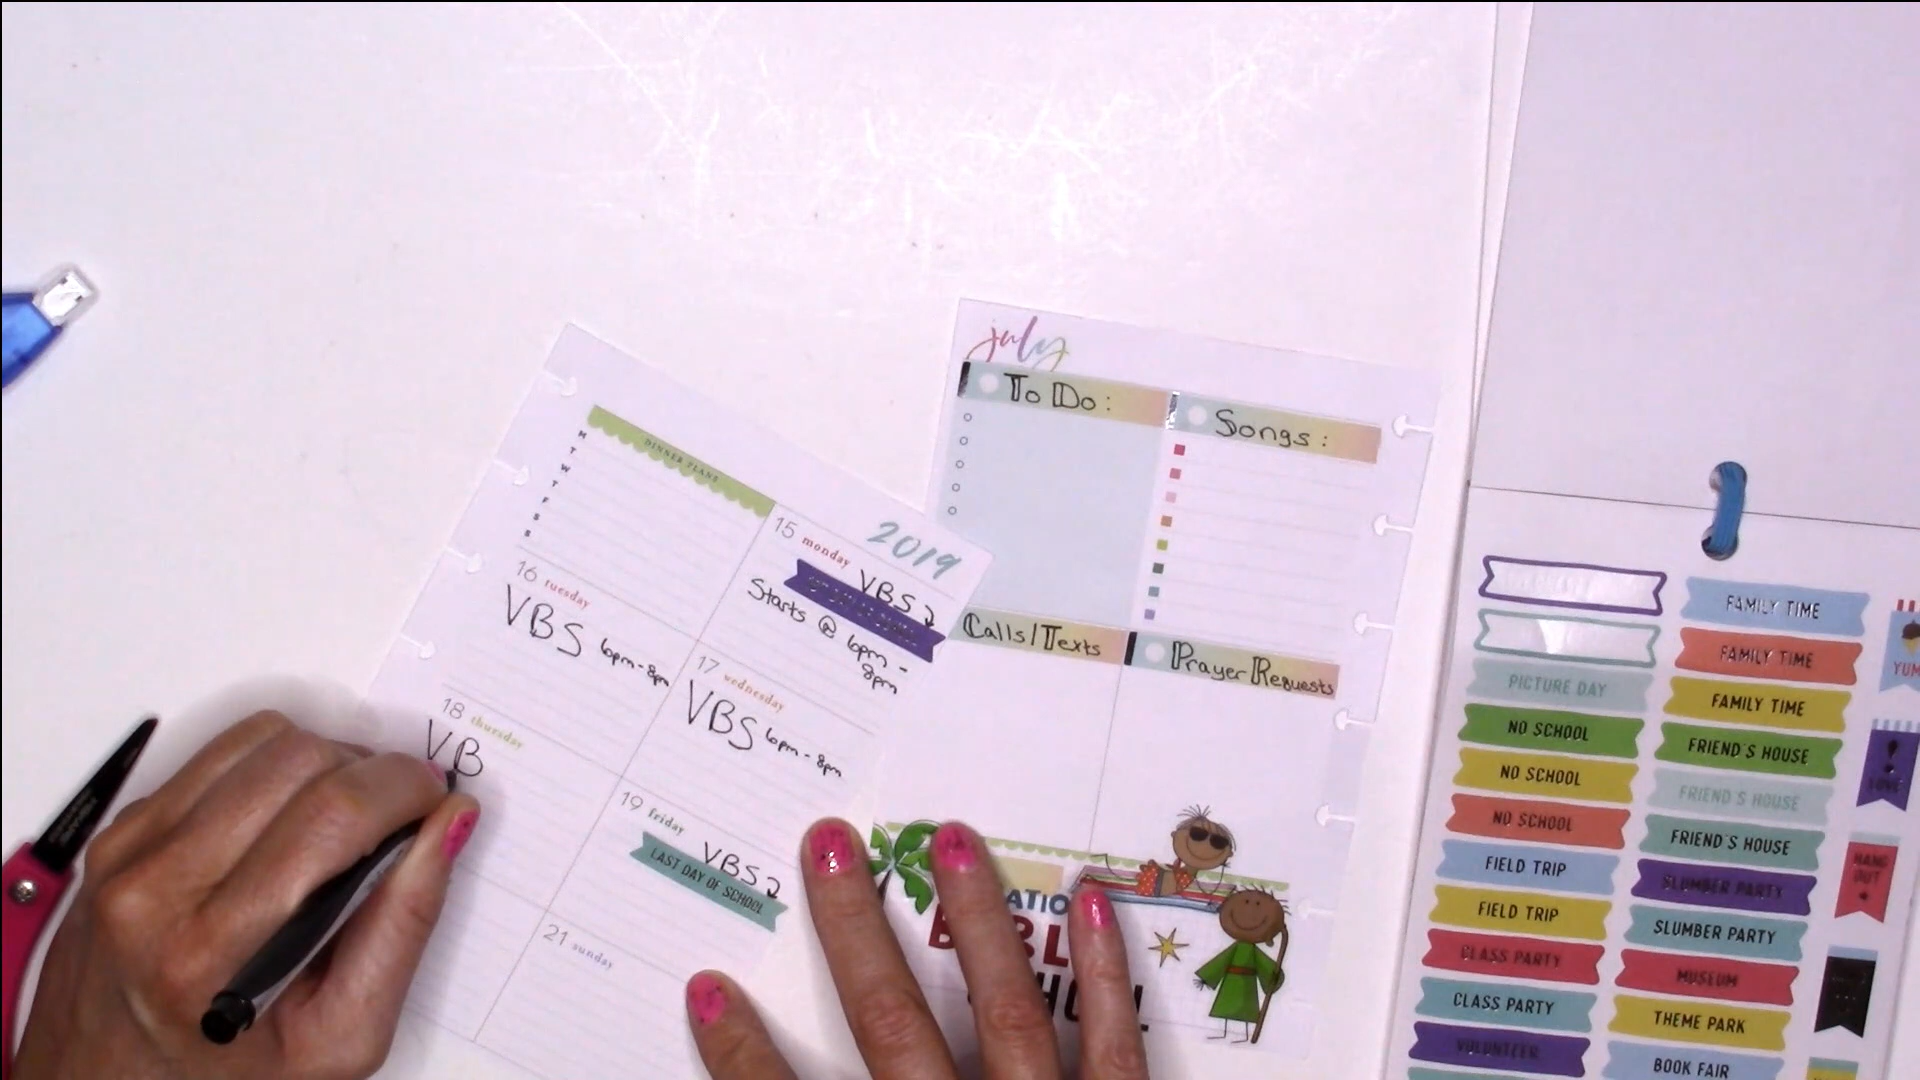 DINNER PLANS
M
T
W
T
F
S
S
15 monday
2019
VBS
Starts @ 6pm -
8pm
16 tuesday
VBS 6pm-8pm
17 wednesday
VBS 6pm-8pm
18 thursday
VB
19 friday
VBS
LAST DAY OF SCHOOL
21 sunday
july
To Do:
Songs:
Calls/Texts
Prayer Requests
PICTURE DAY
NO SCHOOL
NO SCHOOL
NO SCHOOL
FIELD TRIP
FIELD TRIP
CLASS PARTY
CLASS PARTY
VOLUNTEER
FAMILY TIME
FAMILY TIME
FAMILY TIME
FRIEND'S HOUSE
FRIEND'S HOUSE
FRIEND'S HOUSE
SLUMBER PARTY
SLUMBER PARTY
MUSEUM
THEME PARK
BOOK FAIR
YUM
LOVE
HANG
OUT